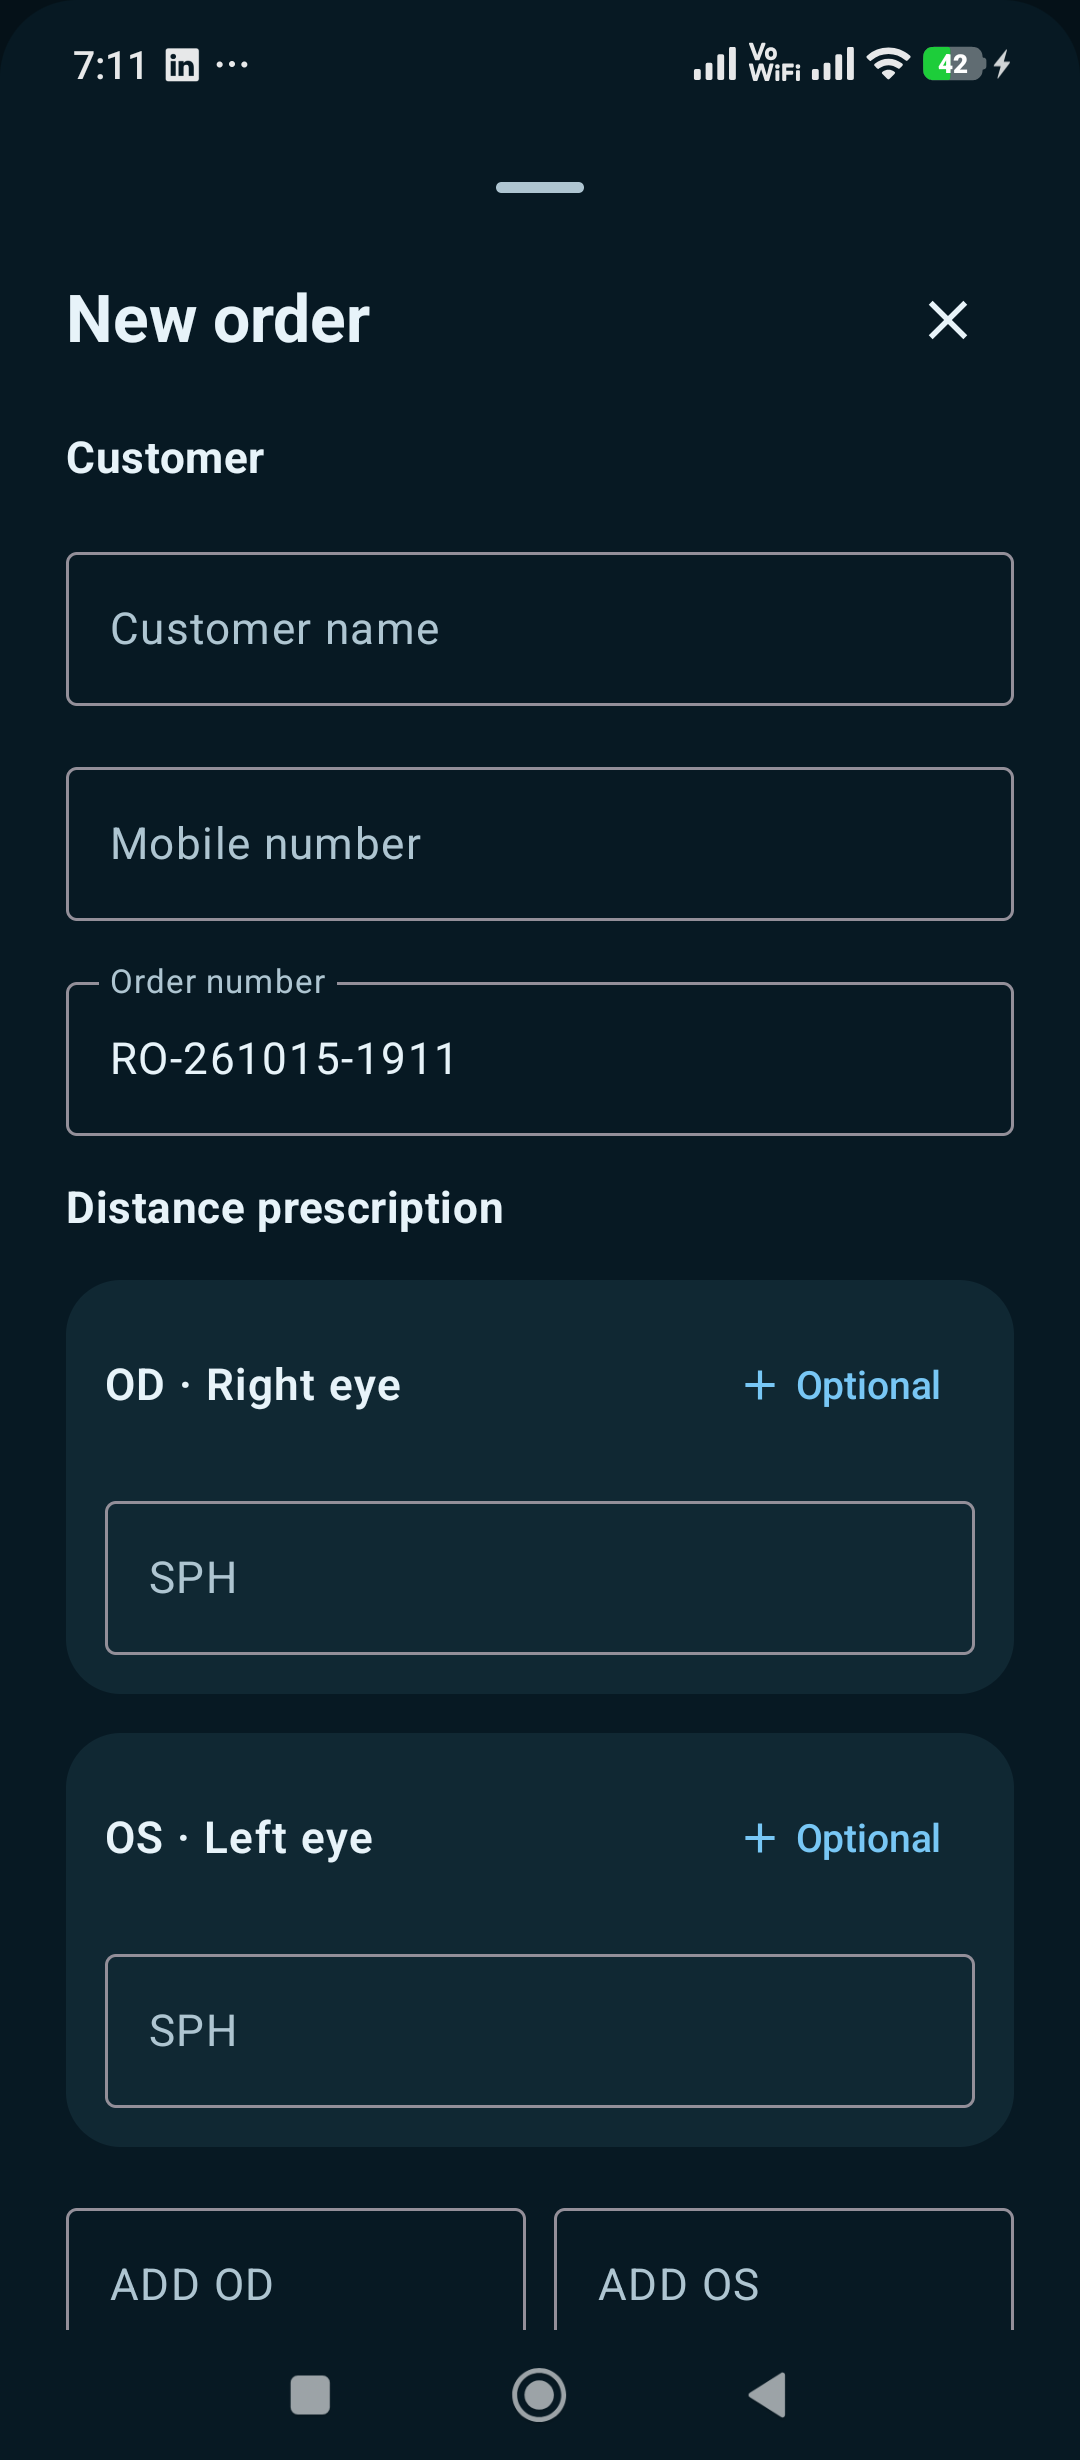 7:11 in ...
Vo WiFi 42
New order
Customer
Customer name
Mobile number
Order number
RO-261015-1911
Distance prescription
OD · Right eye
+ Optional
SPH
OS · Left eye
+ Optional
SPH
ADD OD
ADD OS